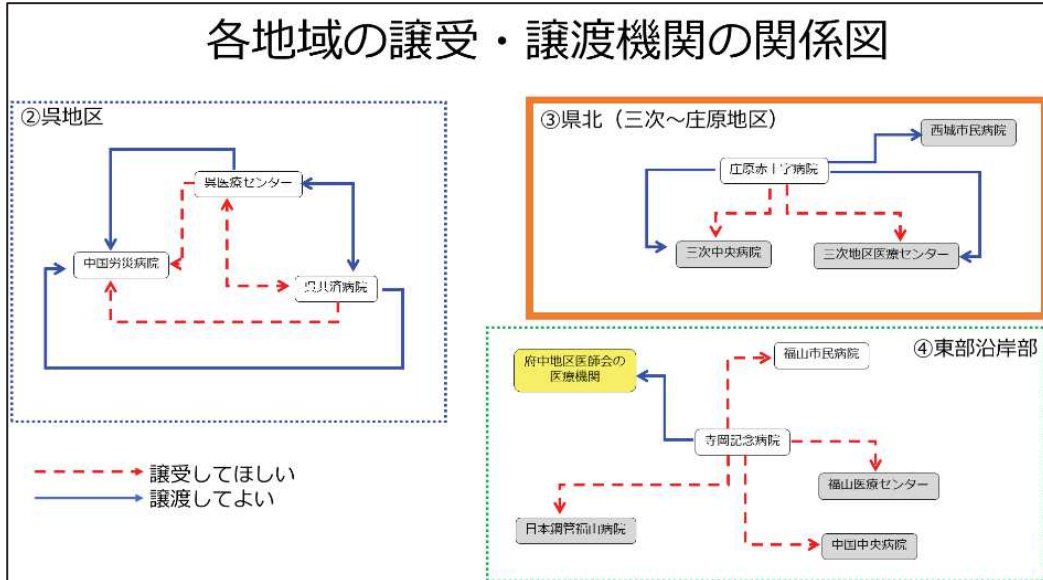 各地域の譲受・譲渡機関の関係図
②呉地区
呉医療センター
中国労災病院
呉共済病院
③県北（三次～庄原地区）
西城市民病院
庄原赤十字病院
三次中央病院
三次地区医療センター
④東部沿岸部
府中地区医師会の
医療機関
福山市民病院
寺岡記念病院
福山医療センター
日本鋼管福山病院
中国中央病院
譲受してほしい
譲渡してよい